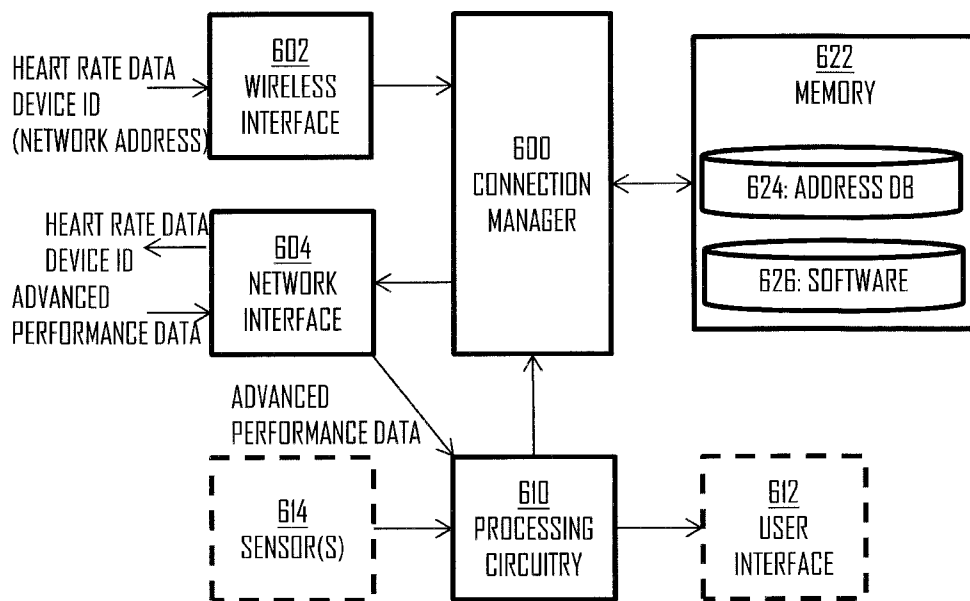 HEART RATE DATA
DEVICE ID
(NETWORK ADDRESS)
602
WIRELESS
INTERFACE
600
CONNECTION
MANAGER
622
MEMORY
624: ADDRESS DB
626: SOFTWARE
HEART RATE DATA
DEVICE ID
ADVANCED
PERFORMANCE DATA
604
NETWORK
INTERFACE
ADVANCED
PERFORMANCE DATA
614
SENSOR(S)
610
PROCESSING
CIRCUITRY
612
USER
INTERFACE